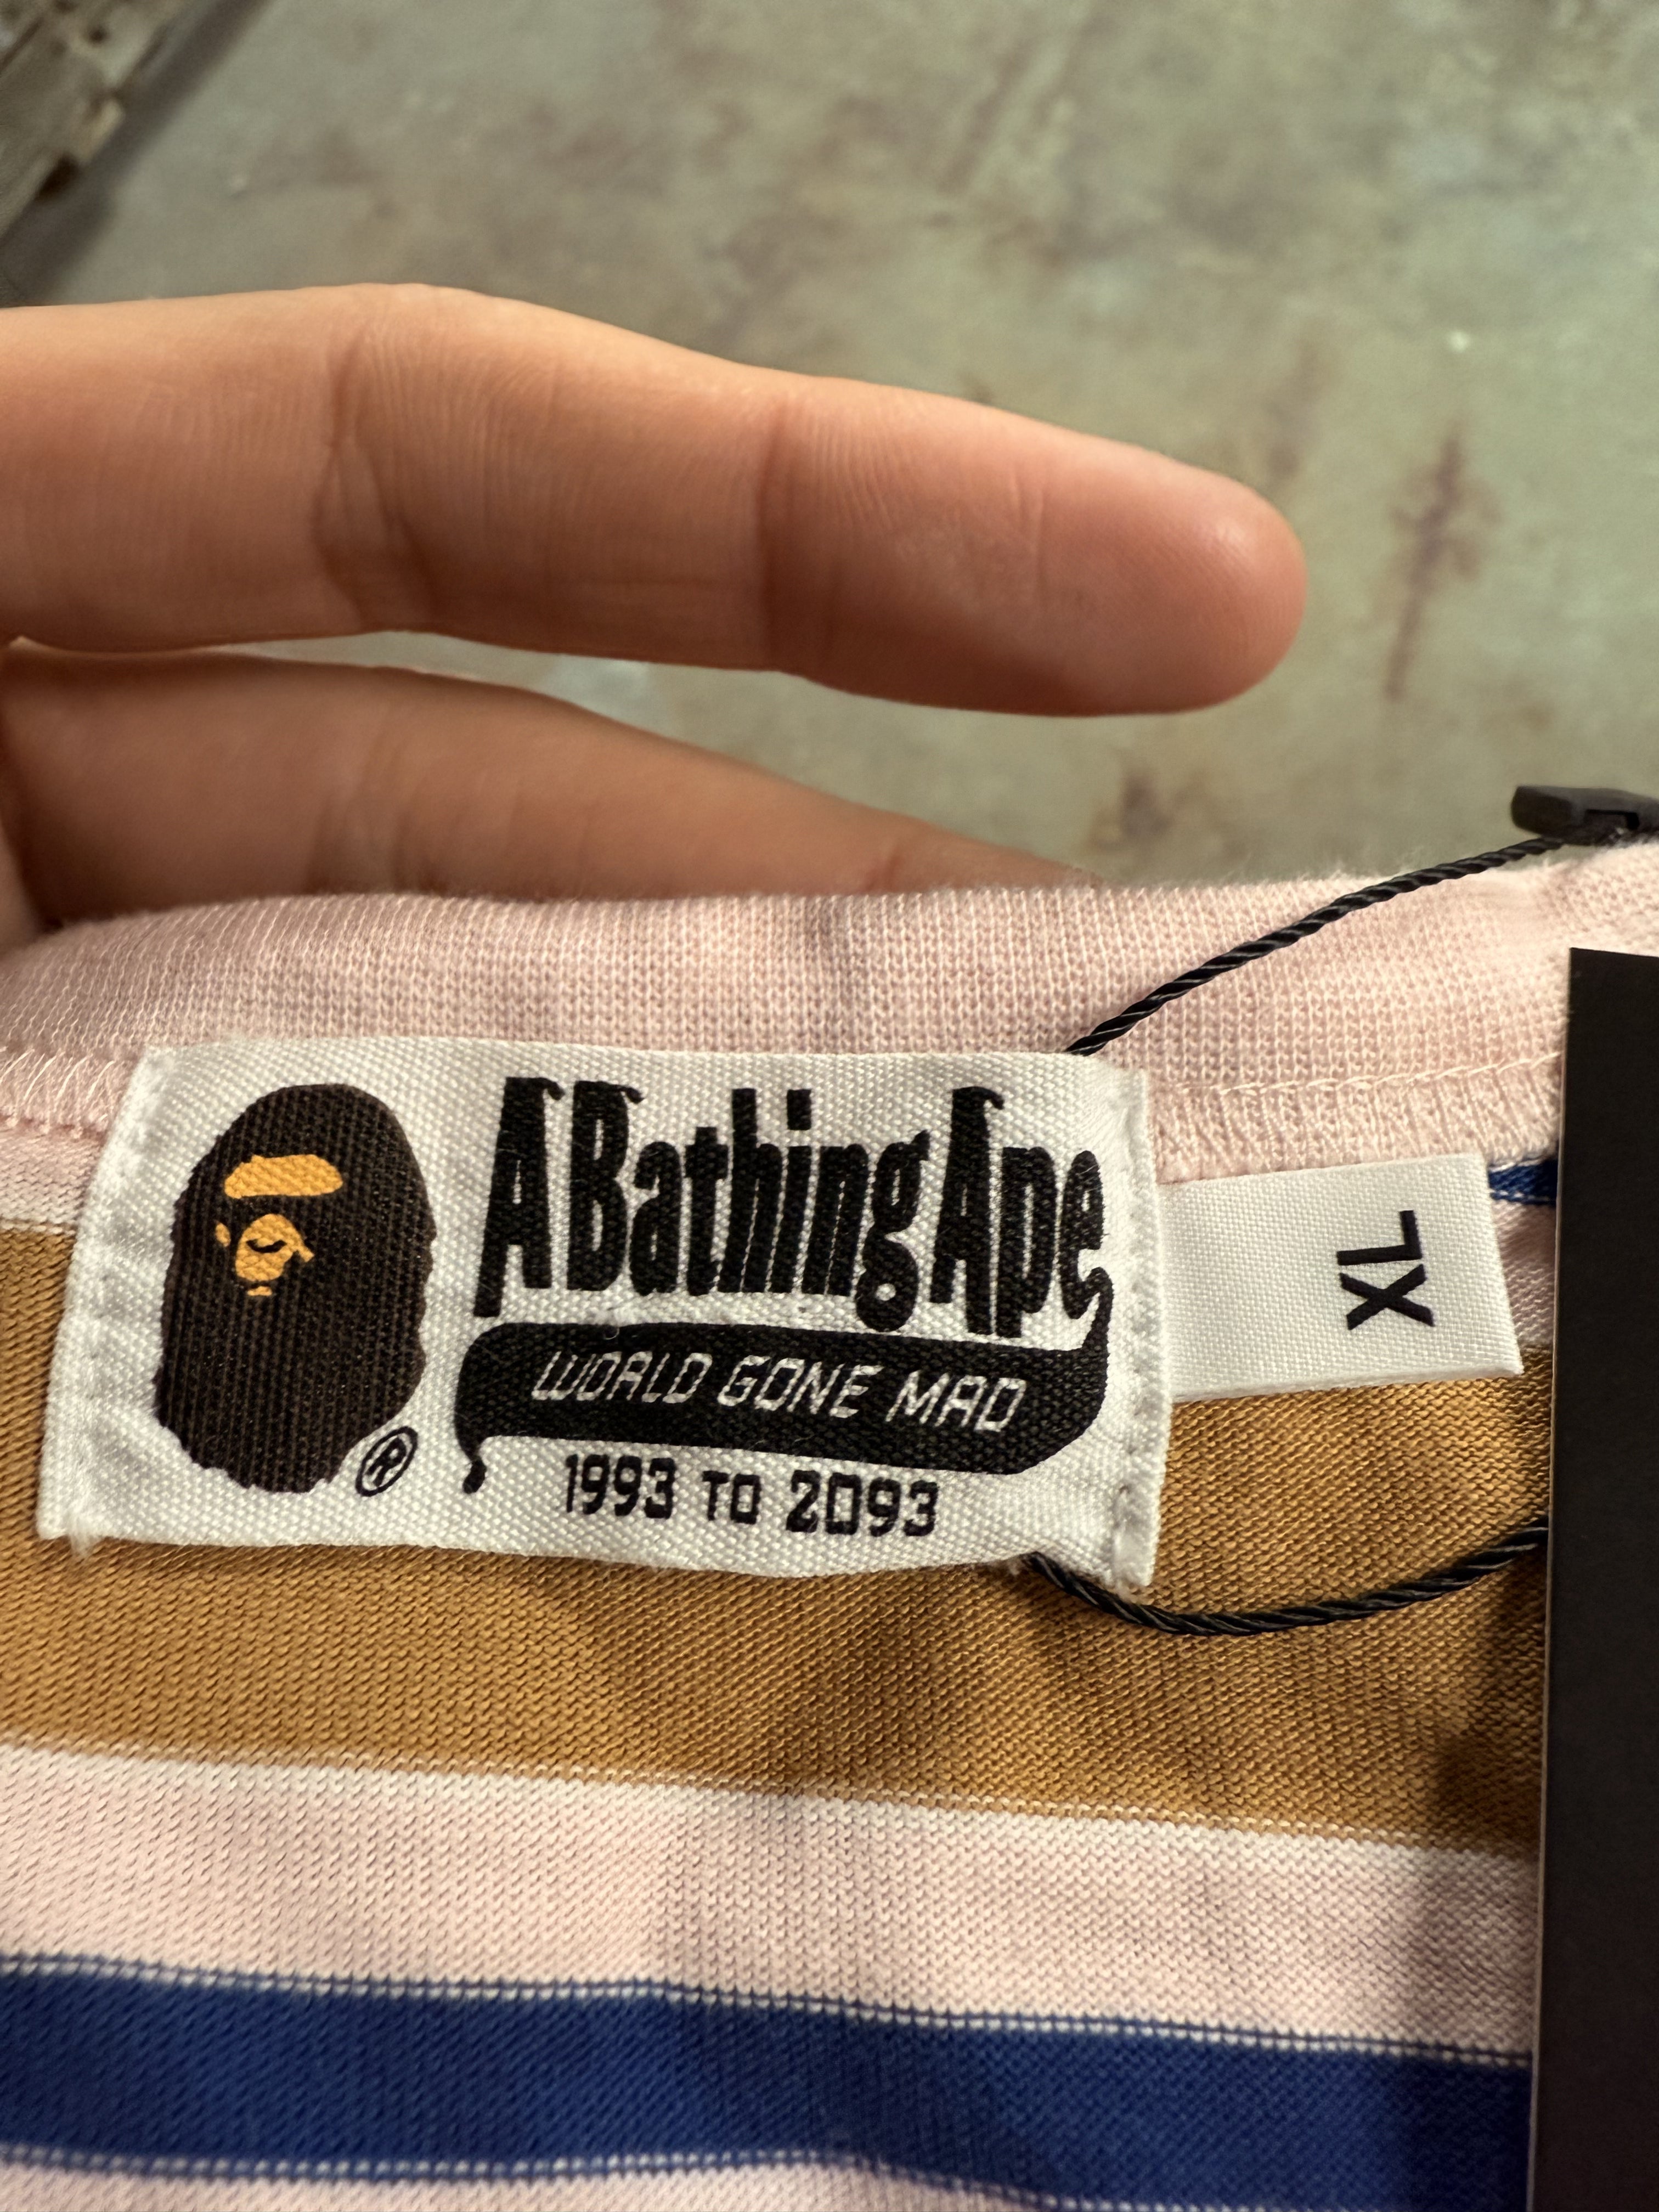 A Bathing Ape
WORLD GONE MAD
1993 TO 2093
®
XL